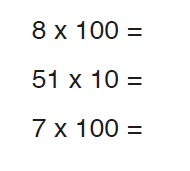 8 x 100 =
51 x 10 =
7 x 100 =